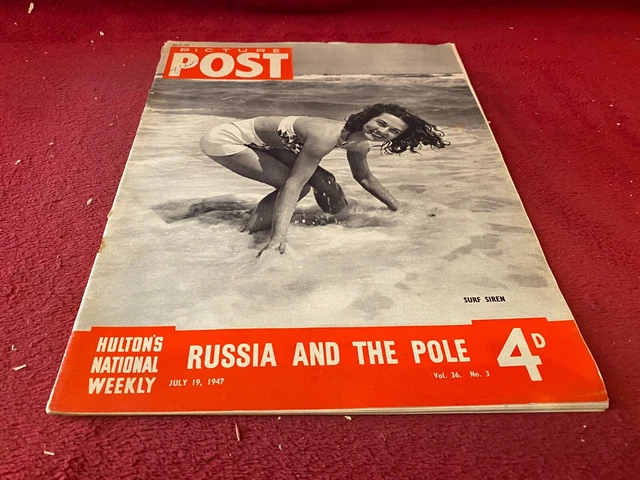 PICTURE
POST
SURF SIREN
HULTON'S
NATIONAL
WEEKLY
RUSSIA AND THE POLE
4D
JULY 19, 1947
Vol. 36. No. 3